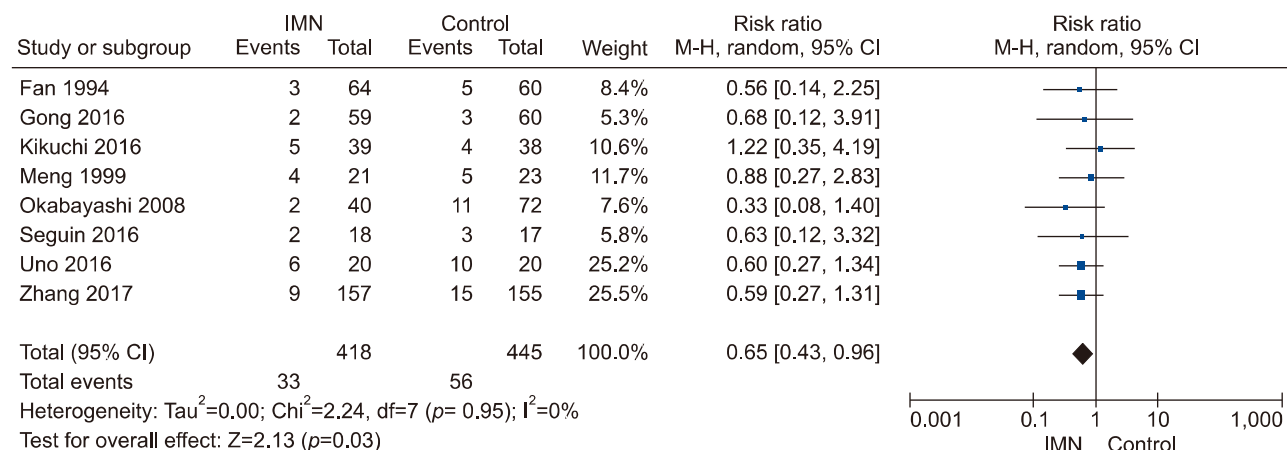 IMN Control Risk ratio Risk ratio
Study or subgroup Events Total Events Total Weight M-H, random, 95% CI M-H, random, 95% CI
Fan 1994 3 64 5 60 8.4% 0.56 [0.14, 2.25]
Gong 2016 2 59 3 60 5.3% 0.68 [0.12, 3.91]
Kikuchi 2016 5 39 4 38 10.6% 1.22 [0.35, 4.19]
Meng 1999 4 21 5 23 11.7% 0.88 [0.27, 2.83]
Okabayashi 2008 2 40 11 72 7.6% 0.33 [0.08, 1.40]
Seguin 2016 2 18 3 17 5.8% 0.63 [0.12, 3.32]
Uno 2016 6 20 10 20 25.2% 0.60 [0.27, 1.34]
Zhang 2017 9 157 15 155 25.5% 0.59 [0.27, 1.31]
Total (95% CI) 418 445 100.0% 0.65 [0.43, 0.96]
Total events 33 56
Heterogeneity: Tau²=0.00; Chi²=2.24, df=7 (p= 0.95); I²=0%
Test for overall effect: Z=2.13 (p=0.03)
0.001 0.1 1 10 1,000
IMN Control